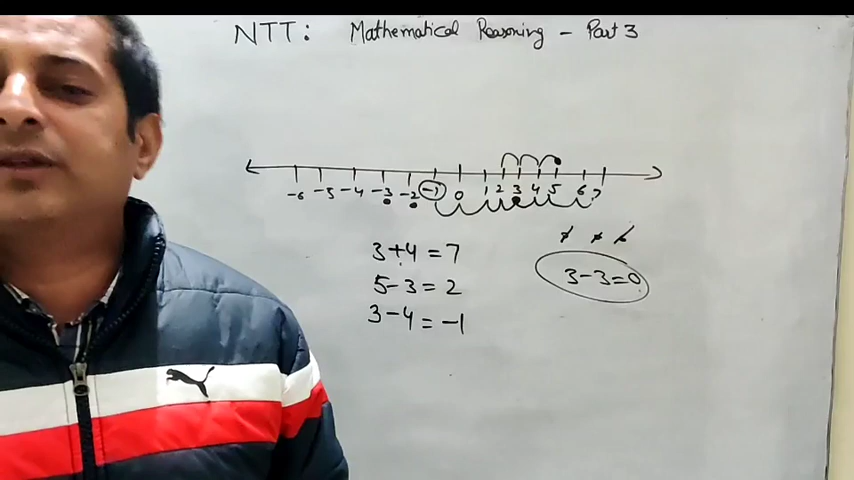 NTT: Mathematical Reasoning - Part 3
-6 -5 -4 -3 -2 -1 0 1 2 3 4 5 6 7
3+4=7
5-3=2
3-4=-1
3-3=0